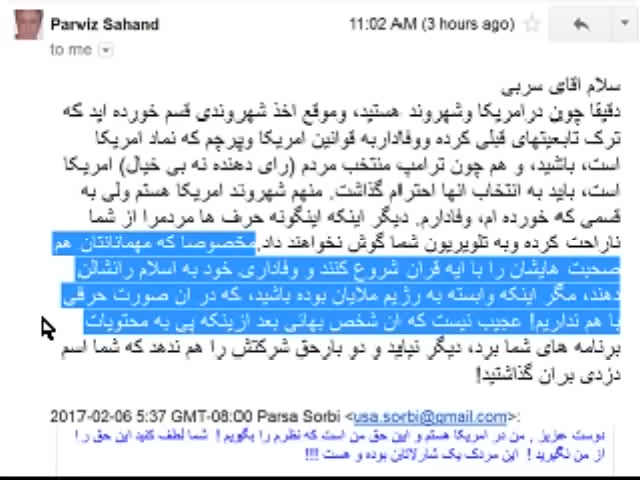 Parviz Sahand
11:02 AM (3 hours ago)
to me
سلام اقای سربی
دقیقا چون درامریکا وشهروند هستید، وموقع اخذ شهروندی قسم خورده اید که
ترک تابعیتهای قبلی کرده ووفادار‌به قوانین امریکا وپرچم که نماد امریکا
است، باشید، و هم چون ترامپ منتخب مردم (رای دهنده نه بی خیال) امریکا
است، باید به انتخاب انها احترام گذاشت. منهم شهروند امریکا هستم ولی به
قسمی که خورده ام، وفادارم. دیگر اینکه اینگونه حرف ها مردمرا از شما
ناراحت کرده وبه تلویریون شما گوش نخواهند داد.مخصوصا که مهمانانتان هم
صحبت هایشان را با ایه قران شروع کنند و وفاداری خود به اسلام رانشالن
دهند، مگر اینکه وابسته به رژیم ملایان بوده باشید، که در ان صورت حرفی
با هم نداریم! عجیب نیست که ان شخص بهائی بعد ازینکه پی به محتویات
برنامه های شما برد، دیگر نیاید و دو بارحق شرکتش را هم ندهد که شما اسم
دزدی بران گذاشتید!
2017-02-06 5:37 GMT-08:00 Parsa Sorbi <usa.sorbi@gmail.com>:
دوست عزیز , من در امریکا هستم و این حق من است که نظرم را بگویم ! شما لطف کنید این حق را
از من نگیرید ! این مردک یک شارلاتان بوده و هست !!!